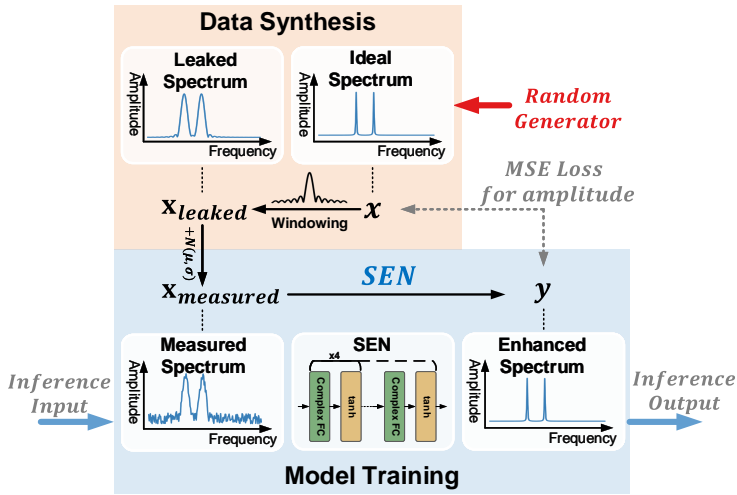 Data Synthesis
Leaked
Spectrum
Amplitude
Frequency
Ideal
Spectrum
Amplitude
Frequency
Random
Generator
MSE Loss
for amplitude
x_leaked
Windowing
x
+N(μ,σ)
x_measured
SEN
y
Measured
Spectrum
Amplitude
Frequency
SEN
x4
Complex FC
tanh
Complex FC
tanh
Enhanced
Spectrum
Amplitude
Frequency
Inference
Input
Inference
Output
Model Training